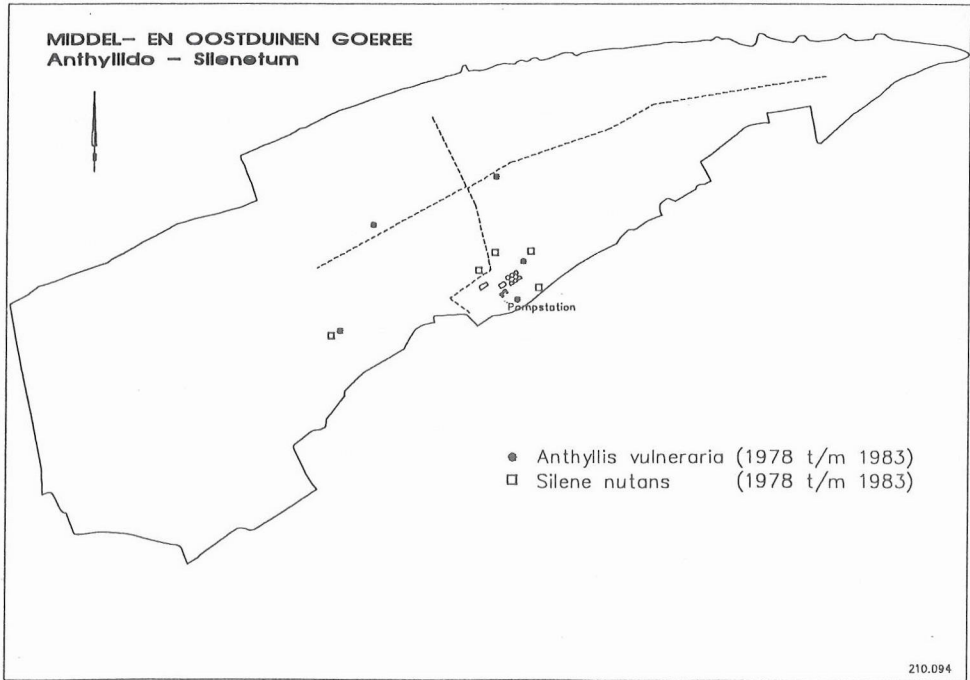 MIDDEL- EN OOSTDUINEN GOEREE
Anthyllido - Silenetum
Pompstation
Anthyllis vulneraria (1978 t/m 1983)
Silene nutans (1978 t/m 1983)
210.094